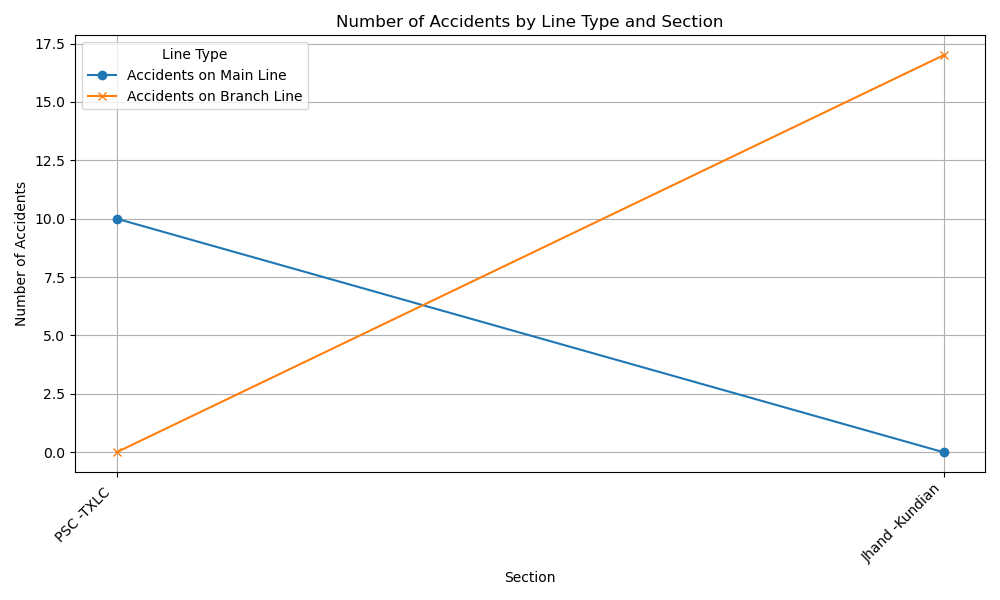 Number of Accidents by Line Type and Section
Line Type
Accidents on Main Line
Accidents on Branch Line
Number of Accidents
17.5
15.0
12.5
10.0
7.5
5.0
2.5
0.0
PSC -TXLC
Jhand -Kundian
Section